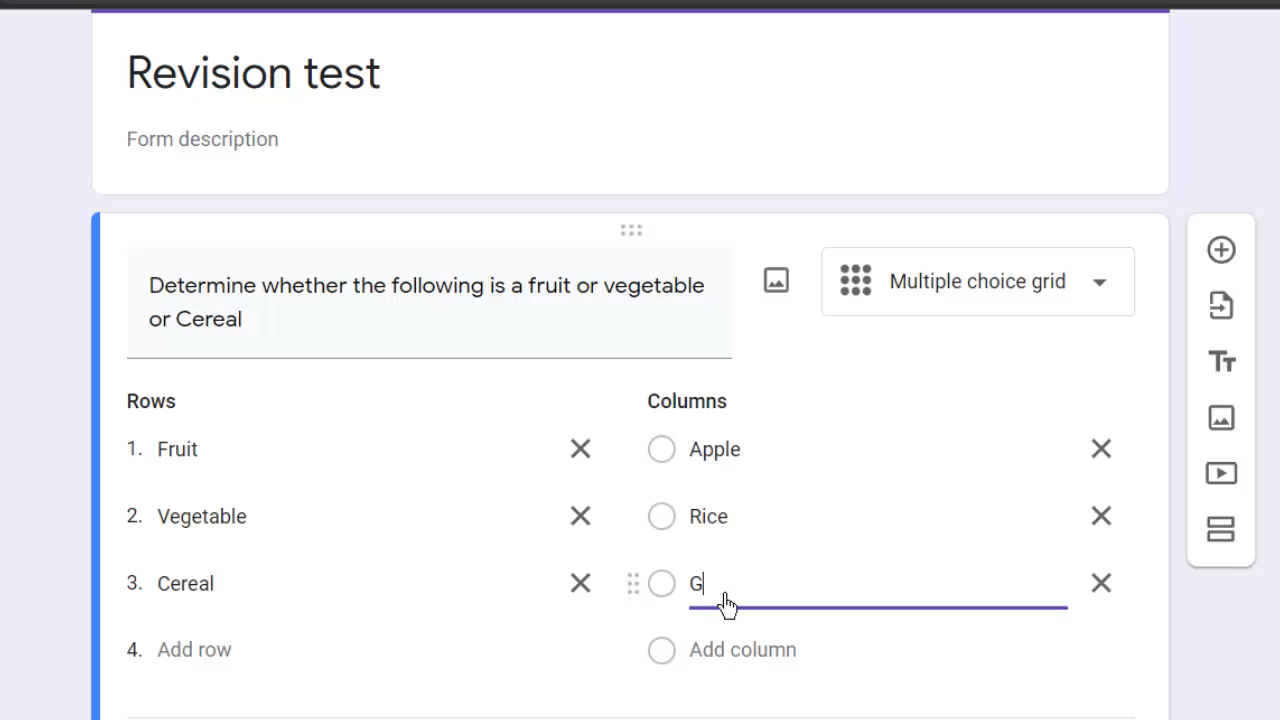 Revision test
Form description
Determine whether the following is a fruit or vegetable
or Cereal
Multiple choice grid
Rows
Columns
1. Fruit
Apple
2. Vegetable
Rice
3. Cereal
G
4. Add row
Add column
Tт